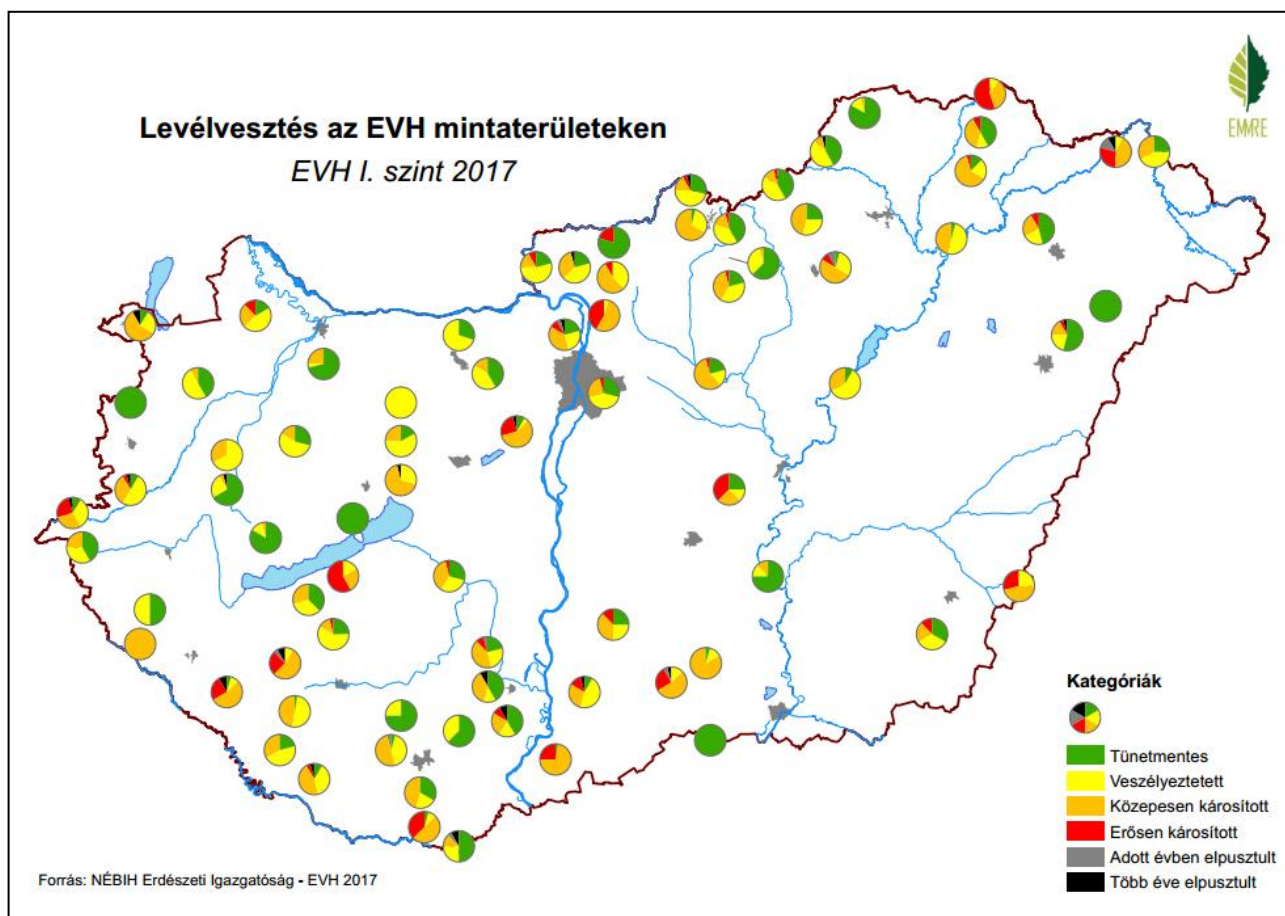 EMMRE
Levélvesztés az EVH mintaterületeken
EVH I. szint 2017
Kategóriák
Tünetmentes
Veszélyeztetett
Közepesen károsított
Erősen károsított
Adott évben elpusztult
Több éve elpusztult
Forrás: NÉBIH Erdészeti Igazgatóság - EVH 2017